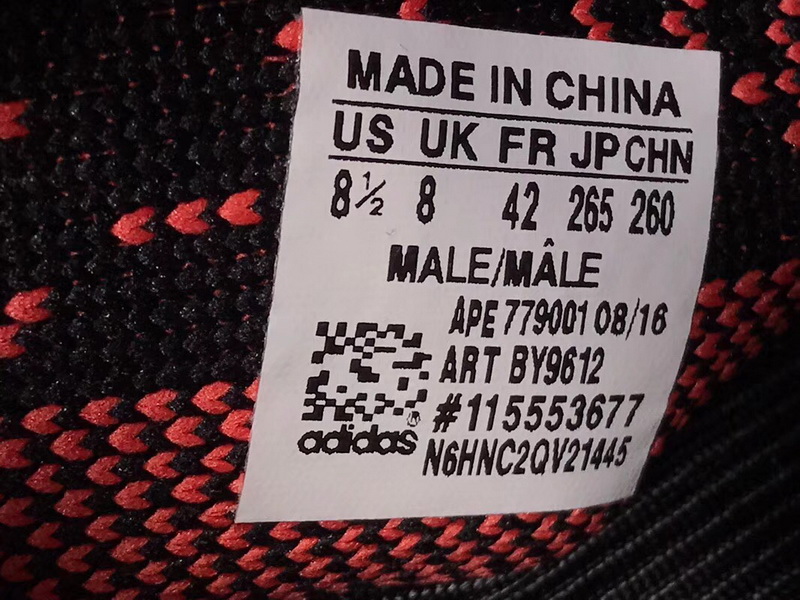 MADE IN CHINA
US UK FR JP CHN
8½ 8 42 265 260
MALE/MÂLE
APE 779001 08/16
ART BY9612
#115553677
adidas N6HNC2QV21445